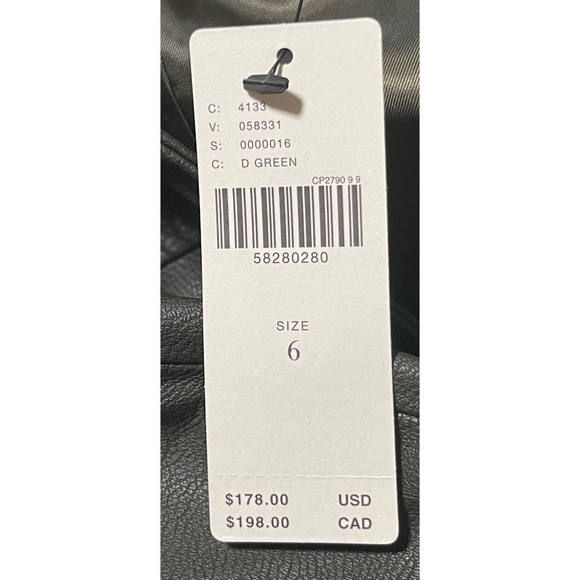 C: 4133
V: 058331
S: 0000016
C: D GREEN
CP2790 9 9
58280280
SIZE
6
$178.00 USD
$198.00 CAD